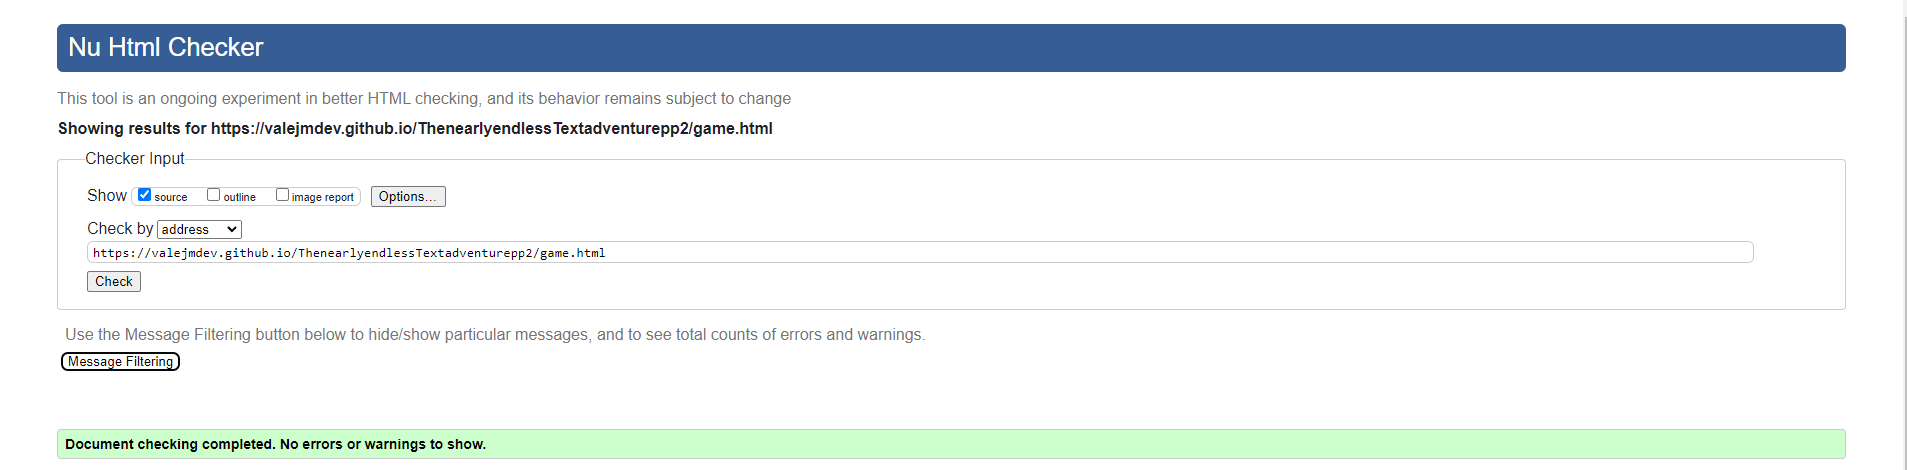 Nu Html Checker
This tool is an ongoing experiment in better HTML checking, and its behavior remains subject to change
Showing results for https://valejmdev.github.io/ThenearlyendlessTextadventurepp2/game.html
Checker Input
Show source outline image report Options...
Check by address
https://valejmdev.github.io/ThenearlyendlessTextadventurepp2/game.html
Check
Use the Message Filtering button below to hide/show particular messages, and to see total counts of errors and warnings.
Message Filtering
Document checking completed. No errors or warnings to show.